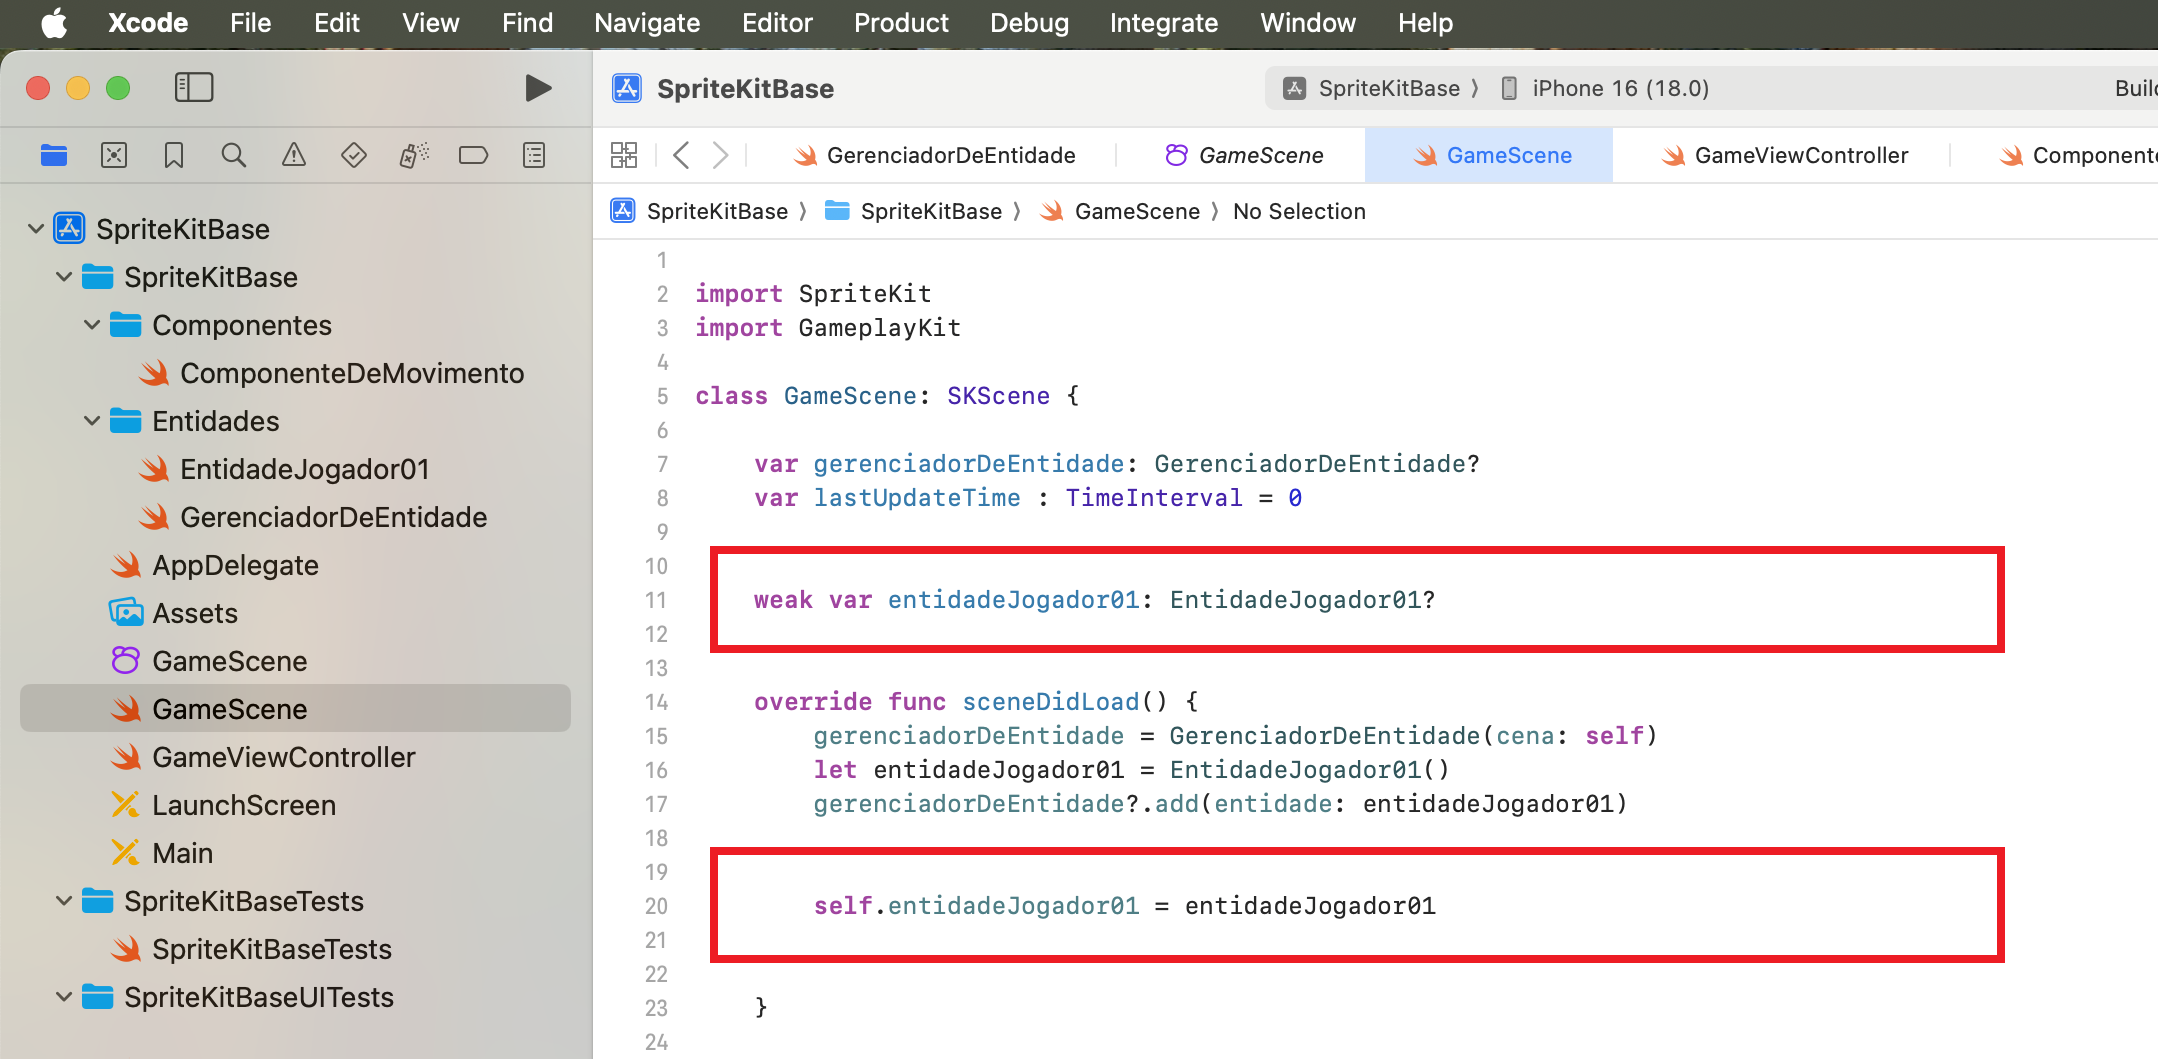 Xcode File Edit View Find Navigate Editor Product Debug Integrate Window Help
SpriteKitBase SpriteKitBase 〉 iPhone 16 (18.0)
GerenciadorDeEntidade GameScene GameScene GameViewController
SpriteKitBase 〉 SpriteKitBase 〉 GameScene 〉 No Selection
SpriteKitBase
SpriteKitBase
Componentes
ComponenteDeMovimento
Entidades
EntidadeJogador01
GerenciadorDeEntidade
AppDelegate
Assets
GameScene
GameScene
GameViewController
LaunchScreen
Main
SpriteKitBaseTests
SpriteKitBaseTests
SpriteKitBaseUITests
1
2 import SpriteKit
3 import GameplayKit
4
5 class GameScene: SKScene {
6
7 var gerenciadorDeEntidade: GerenciadorDeEntidade?
8 var lastUpdateTime : TimeInterval = 0
9
10
11 weak var entidadeJogador01: EntidadeJogador01?
12
13
14 override func sceneDidLoad() {
15 gerenciadorDeEntidade = GerenciadorDeEntidade(cena: self)
16 let entidadeJogador01 = EntidadeJogador01()
17 gerenciadorDeEntidade?.add(entidade: entidadeJogador01)
18
19
20 self.entidadeJogador01 = entidadeJogador01
21
22
23 }
24